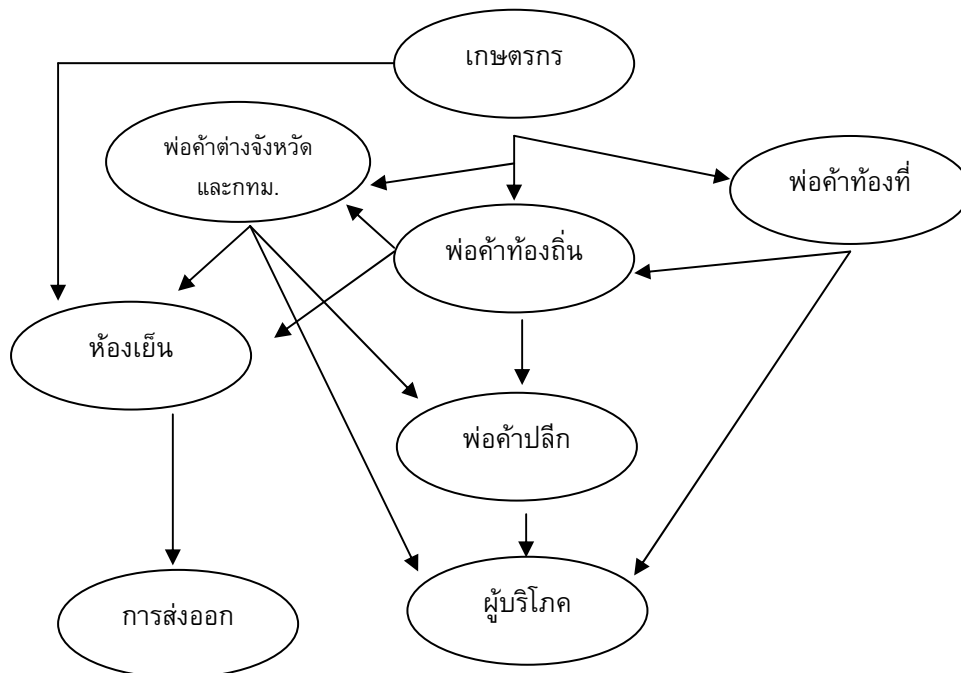 เกษตรกร
พ่อค้าต่างจังหวัด
และกทม.
พ่อค้าท้องที่
พ่อค้าท้องถิ่น
ห้องเย็น
พ่อค้าปลีก
การส่งออก
ผู้บริโภค